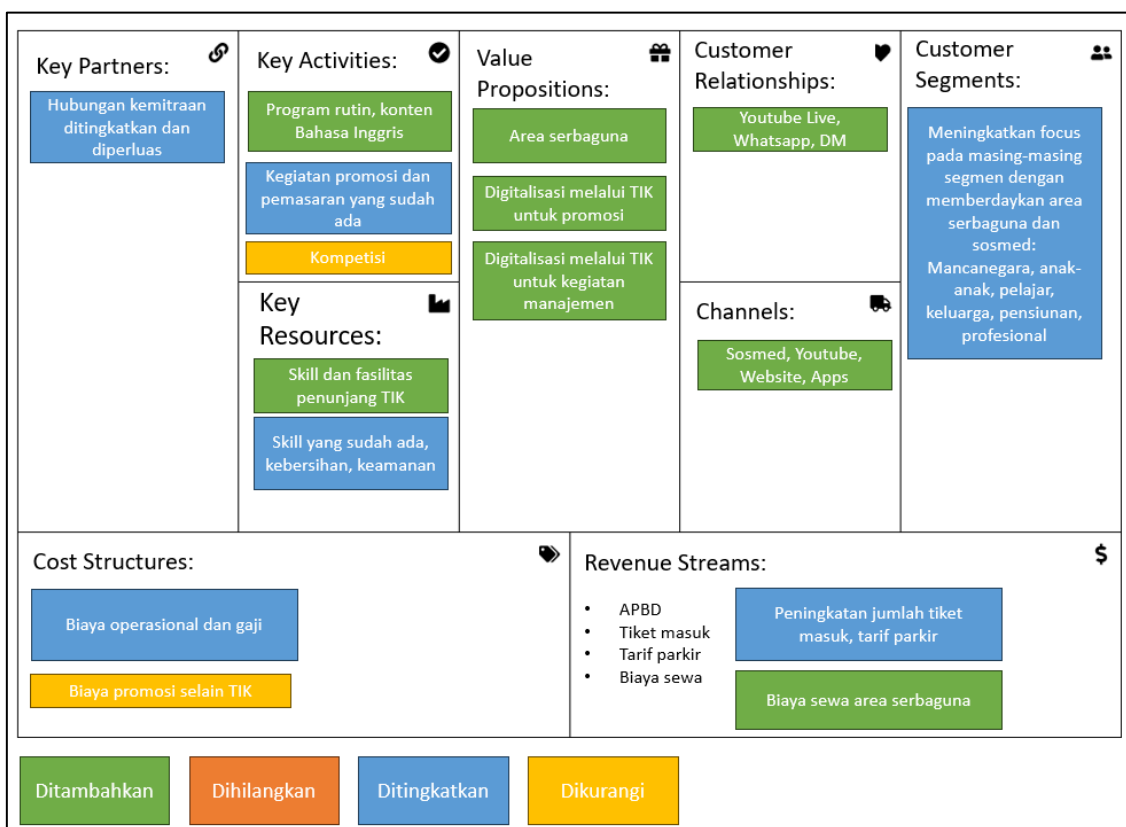 Key Partners:
Hubungan kemitraan
ditingkatkan dan
diperluas
Key Activities:
Program rutin, konten
Bahasa Inggris
Kegiatan promosi dan
pemasaran yang sudah
ada
Kompetisi
Key
Resources:
Skill dan fasilitas
penunjang TIK
Skill yang sudah ada,
kebersihan, keamanan
Value
Propositions:
Area serbaguna
Digitalisasi melalui TIK
untuk promosi
Digitalisasi melalui TIK
untuk kegiatan
manajemen
Customer
Relationships:
Youtube Live,
Whatsapp, DM
Channels:
Sosmed, Youtube,
Website, Apps
Customer
Segments:
Meningkatkan focus
pada masing-masing
segmen dengan
memberdaykan area
serbaguna dan
sosmed:
Mancanegara, anak-
anak, pelajar,
keluarga, pensiunan,
profesional
Cost Structures:
Biaya operasional dan gaji
Biaya promosi selain TIK
Revenue Streams:
$
• APBD
• Tiket masuk
• Tarif parkir
• Biaya sewa
Peningkatan jumlah tiket
masuk, tarif parkir
Biaya sewa area serbaguna
Ditambahkan
Dihilangkan
Ditingkatkan
Dikurangi